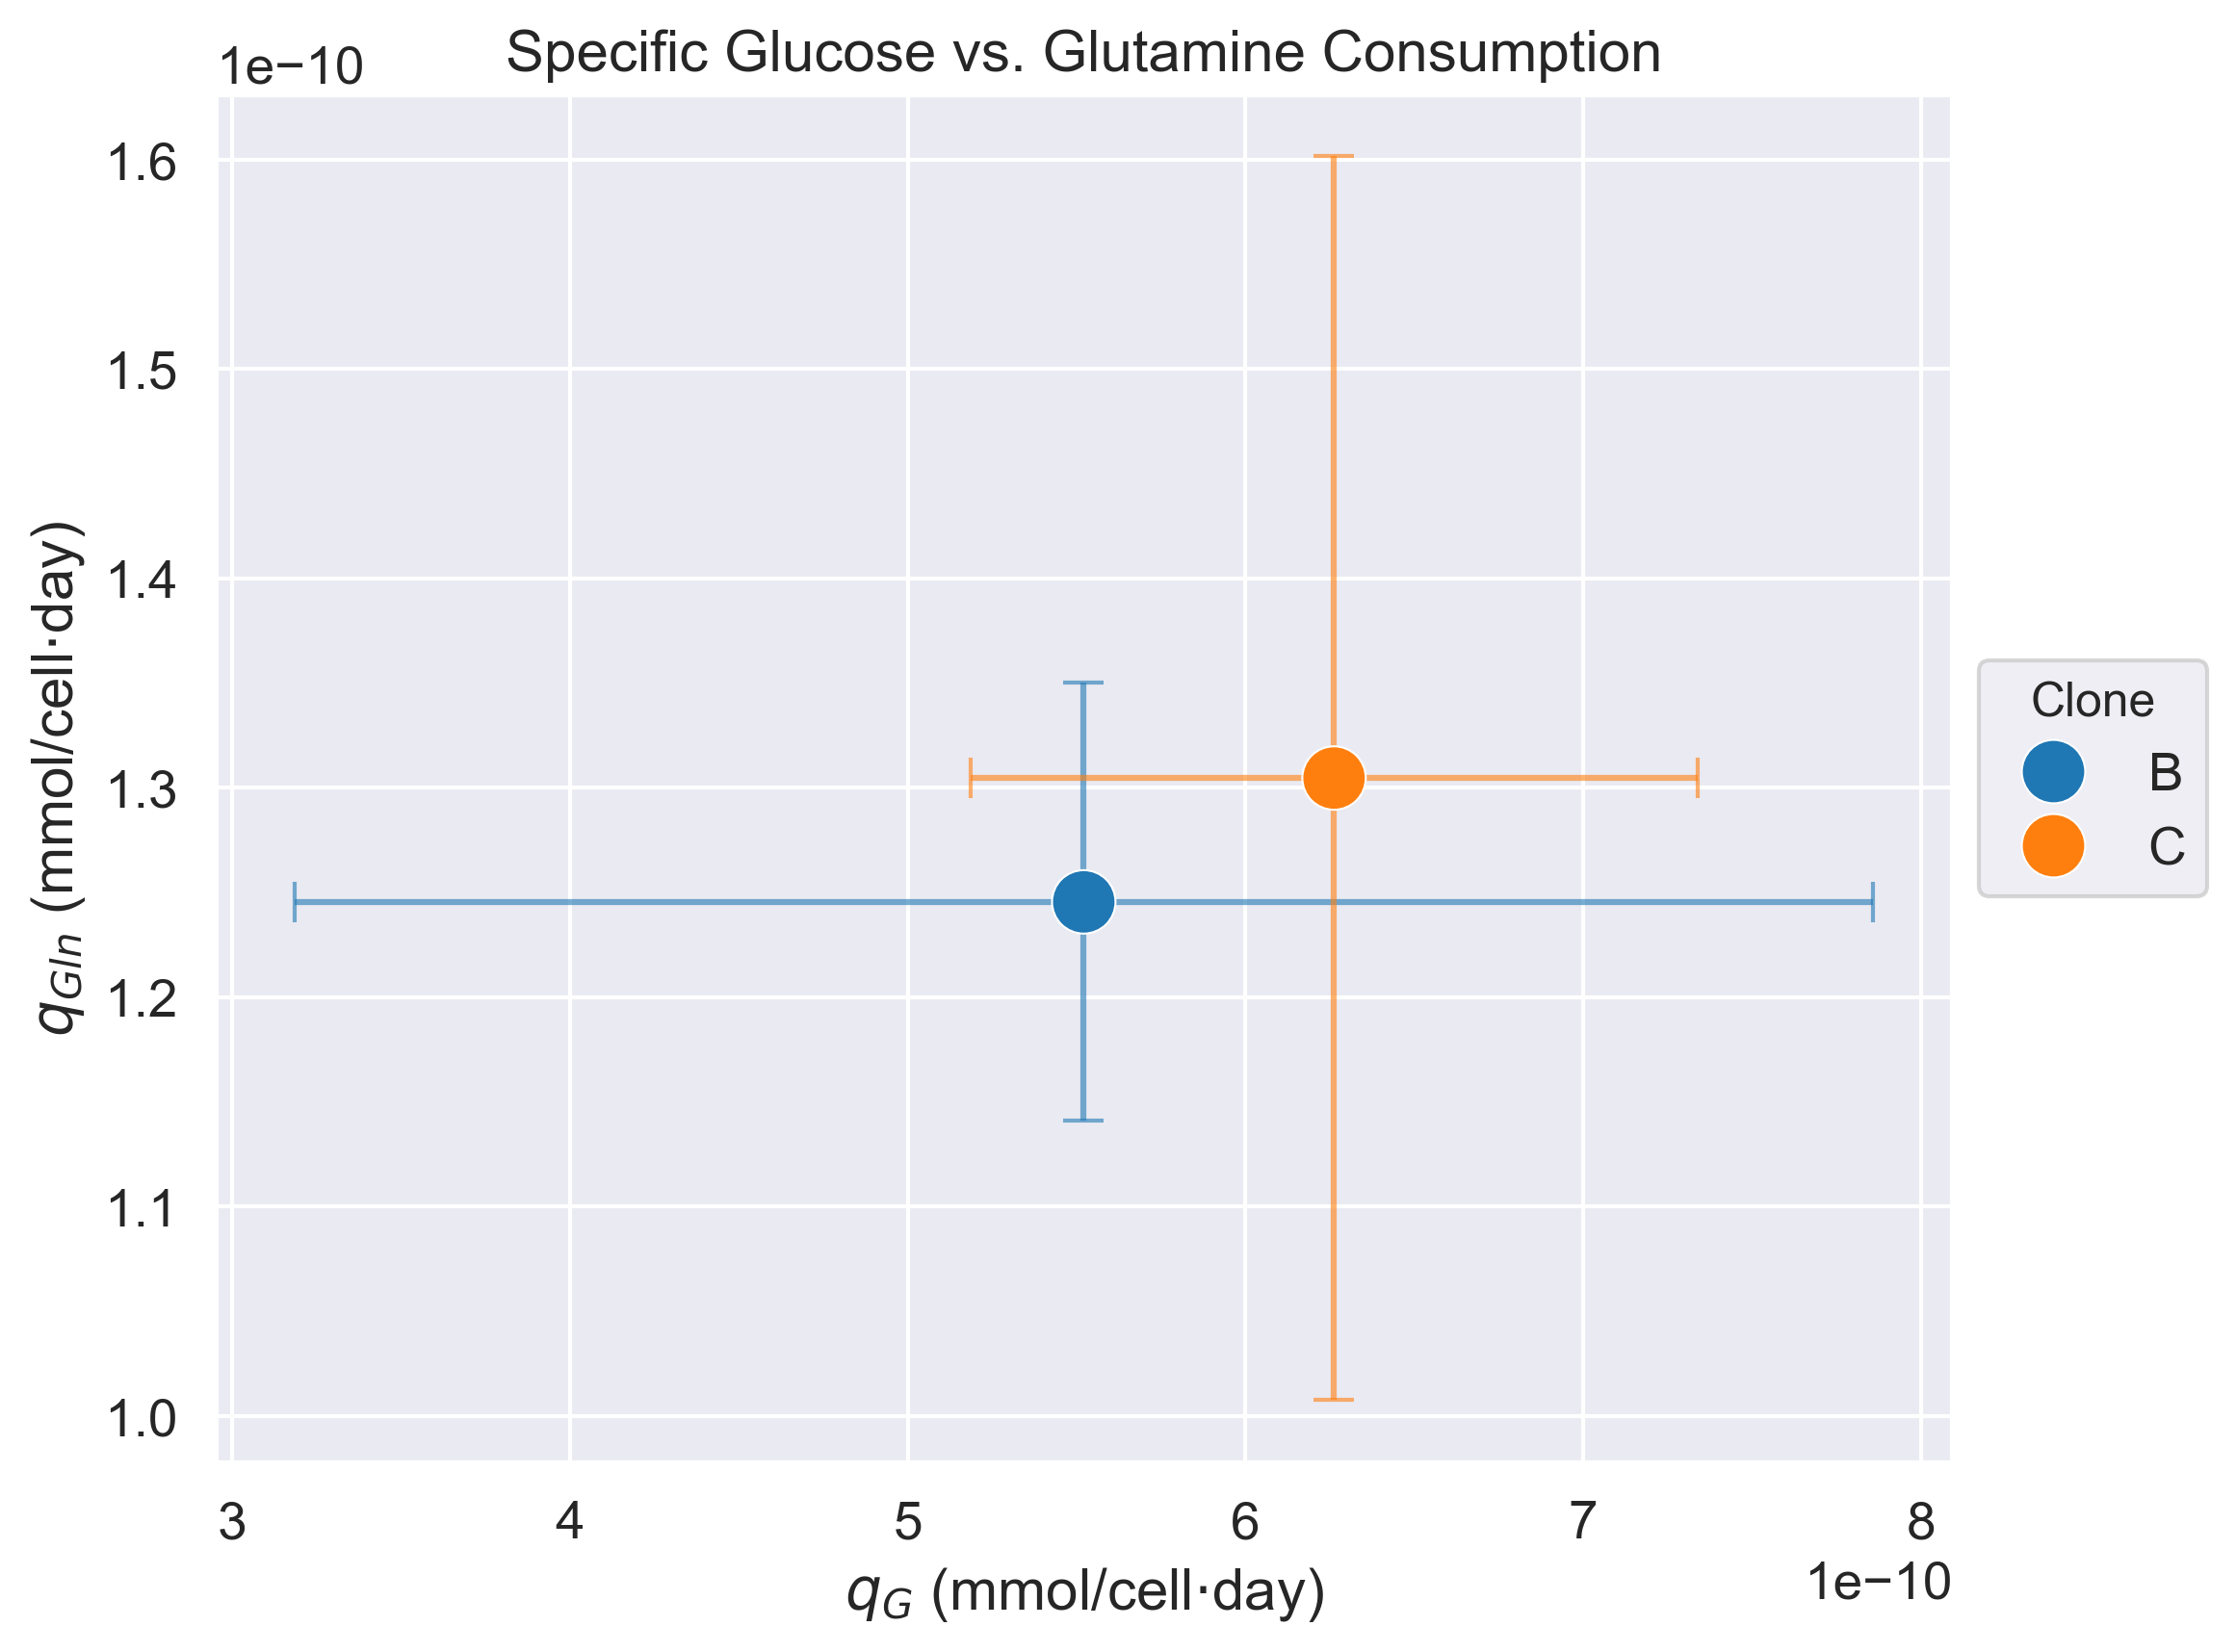 Specific Glucose vs. Glutamine Consumption
1e−10
1.6
1.5
1.4
1.3
1.2
1.1
1.0
q_Gln (mmol/cell·day)
3 4 5 6 7 8
1e−10
q_G (mmol/cell·day)
Clone
B
C